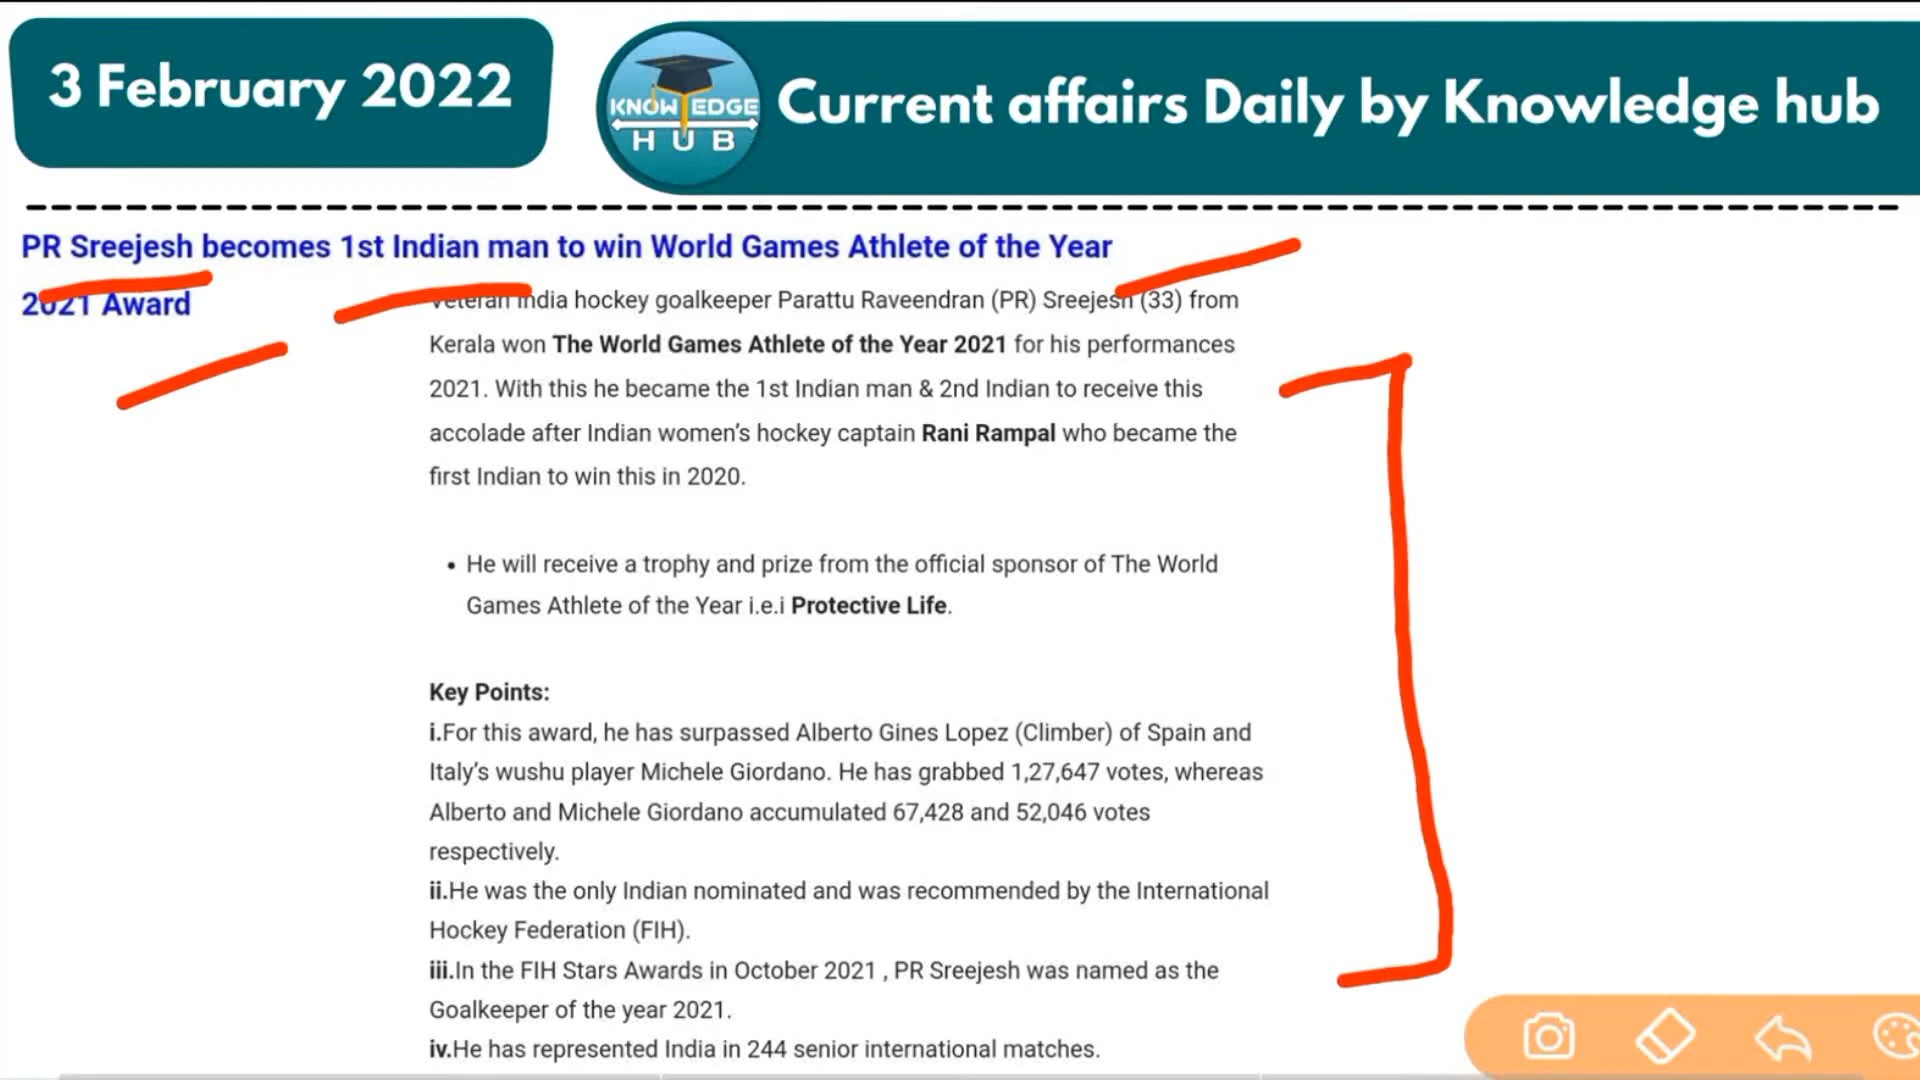 3 February 2022
KNOWLEDGE
HUB
Current affairs Daily by Knowledge hub
PR Sreejesh becomes 1st Indian man to win World Games Athlete of the Year
2021 Award
Veteran India hockey goalkeeper Parattu Raveendran (PR) Sreejesh (33) from
Kerala won The World Games Athlete of the Year 2021 for his performances
2021. With this he became the 1st Indian man & 2nd Indian to receive this
accolade after Indian women's hockey captain Rani Rampal who became the
first Indian to win this in 2020.
• He will receive a trophy and prize from the official sponsor of The World
Games Athlete of the Year i.e.i Protective Life.
Key Points:
i.For this award, he has surpassed Alberto Gines Lopez (Climber) of Spain and
Italy's wushu player Michele Giordano. He has grabbed 1,27,647 votes, whereas
Alberto and Michele Giordano accumulated 67,428 and 52,046 votes
respectively.
ii.He was the only Indian nominated and was recommended by the International
Hockey Federation (FIH).
iii.In the FIH Stars Awards in October 2021 , PR Sreejesh was named as the
Goalkeeper of the year 2021.
iv.He has represented India in 244 senior international matches.